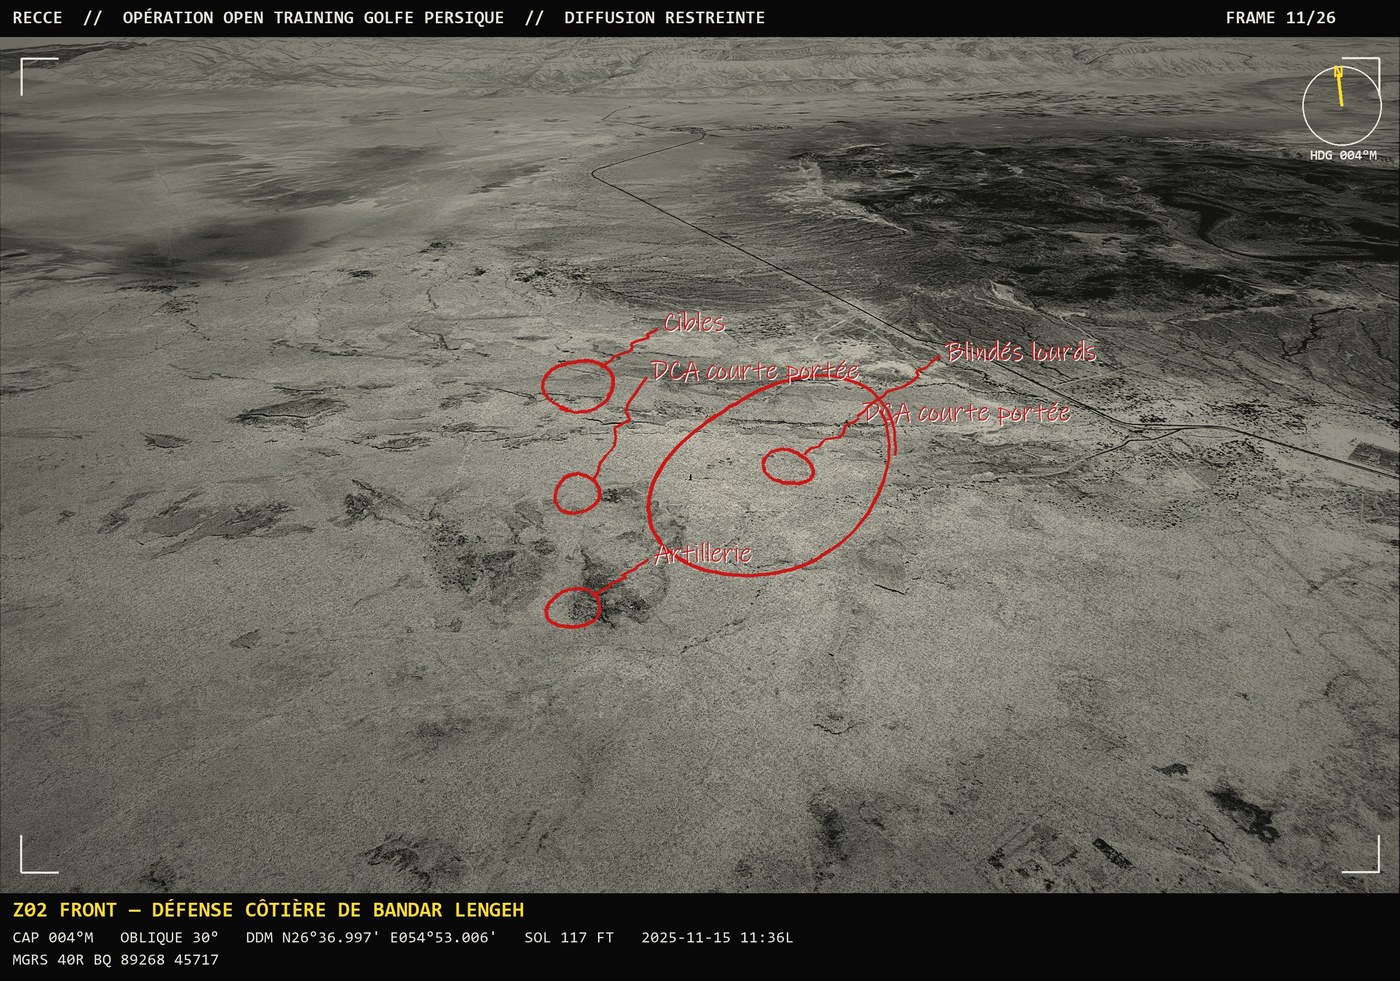 RECCE // OPÉRATION OPEN TRAINING GOLFE PERSIQUE // DIFFUSION RESTREINTE FRAME 11/26
N
HDG 004°M
Cibles
Blindés lourds
DCA courte portée
DCA courte portée
Artillerie
Z02 FRONT — DÉFENSE CÔTIÈRE DE BANDAR LENGEH
CAP 004°M OBLIQUE 30° DDM N26°36.997' E054°53.006' SOL 117 FT 2025-11-15 11:36L
MGRS 40R BQ 89268 45717